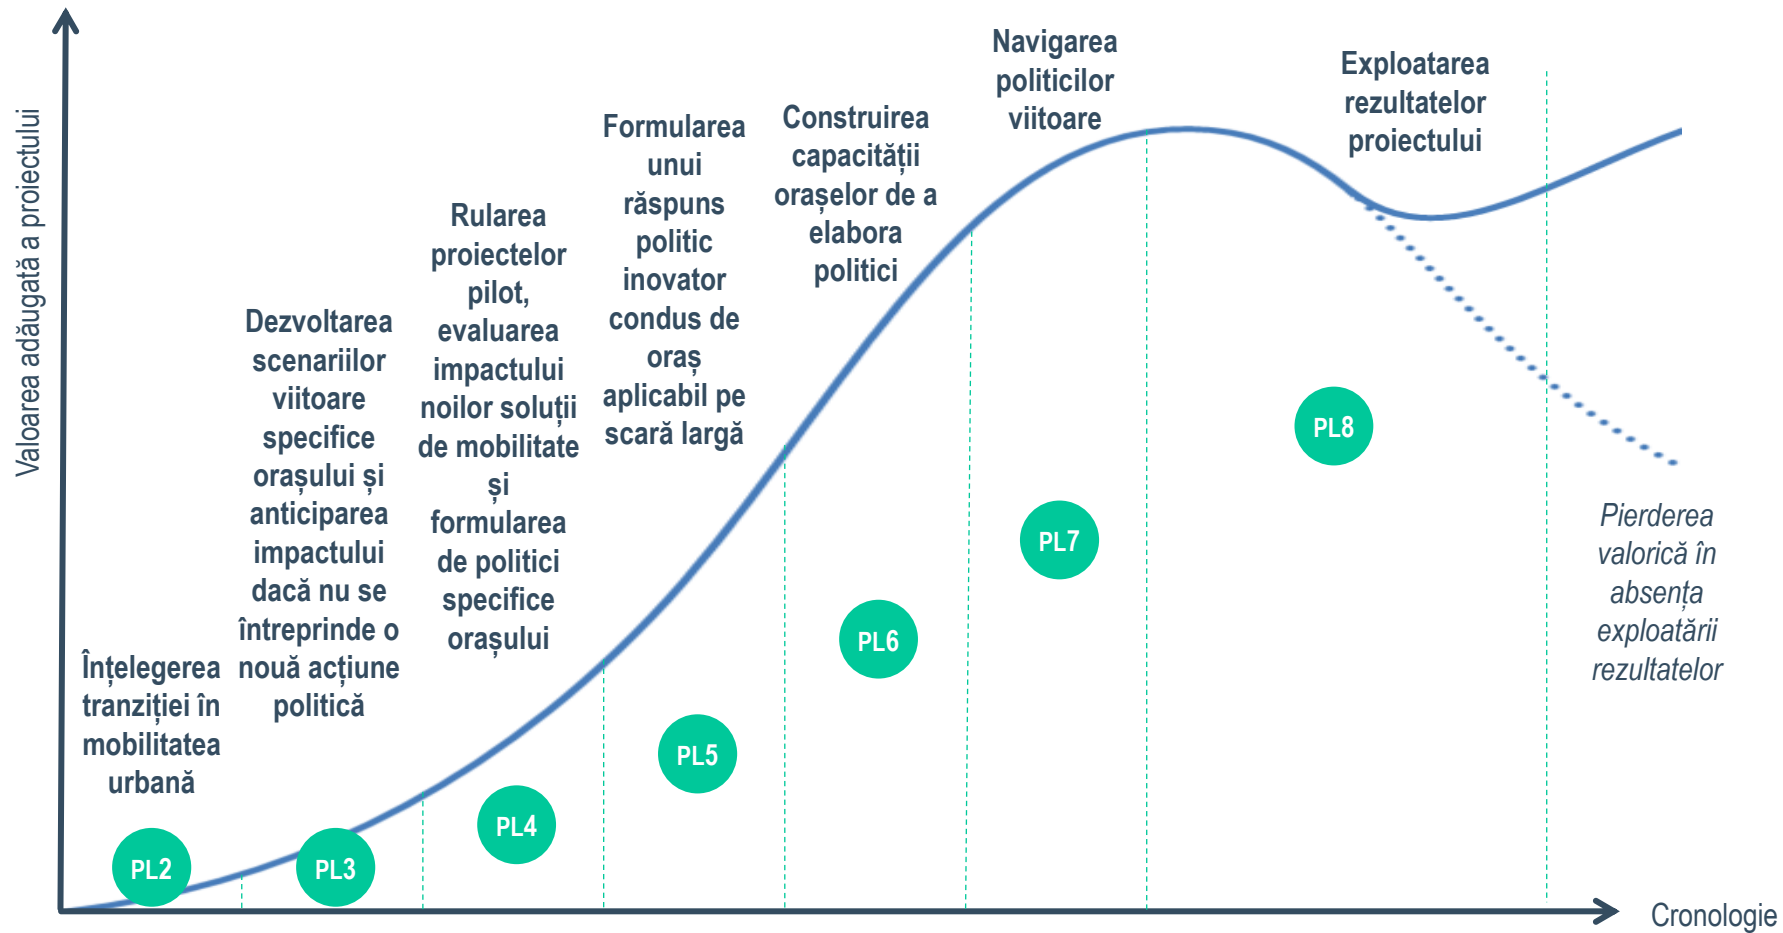 Valoarea adăugată a proiectului
Înțelegerea
tranziției în
mobilitatea
urbană
PL2
Dezvoltarea
scenariilor
viitoare
specifice
orașului și
anticiparea
impactului
dacă nu se
întreprinde o
nouă acțiune
politică
PL3
Rularea
proiectelor
pilot,
evaluarea
impactului
noilor soluții
de mobilitate
și
formularea
de politici
specifice
orașului
PL4
Formularea
unui
răspuns
politic
inovator
condus de
oraș
aplicabil pe
scară largă
PL5
Construirea
capacității
orașelor de a
elabora
politici
PL6
Navigarea
politicilor
viitoare
PL7
Exploatarea
rezultatelor
proiectului
PL8
Pierderea
valorică în
absența
exploatării
rezultatelor
Cronologie